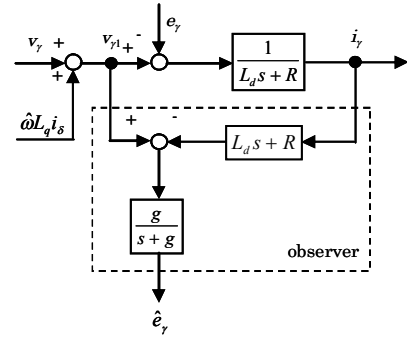 e_γ
v_γ + v_γ1 + - 1 / (L_d s + R) i_γ
+
ω̂L_q i_δ
+ - L_d s + R
g / (s + g)
observer
ê_γ